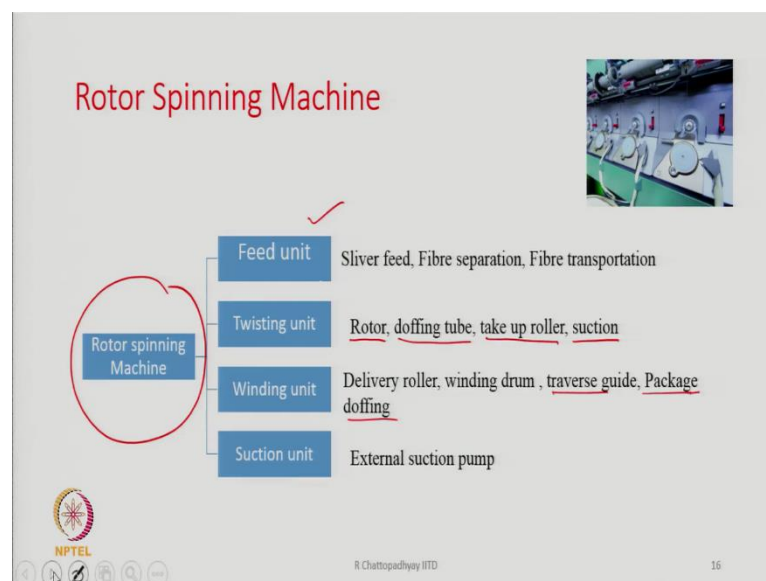 Rotor Spinning Machine
Feed unit
Sliver feed, Fibre separation, Fibre transportation
Twisting unit
Rotor, doffing tube, take up roller, suction
Rotor spinning
Machine
Winding unit
Delivery roller, winding drum , traverse guide, Package
doffing
Suction unit
External suction pump
NPTEL
R Chattopadhyay IITD
16